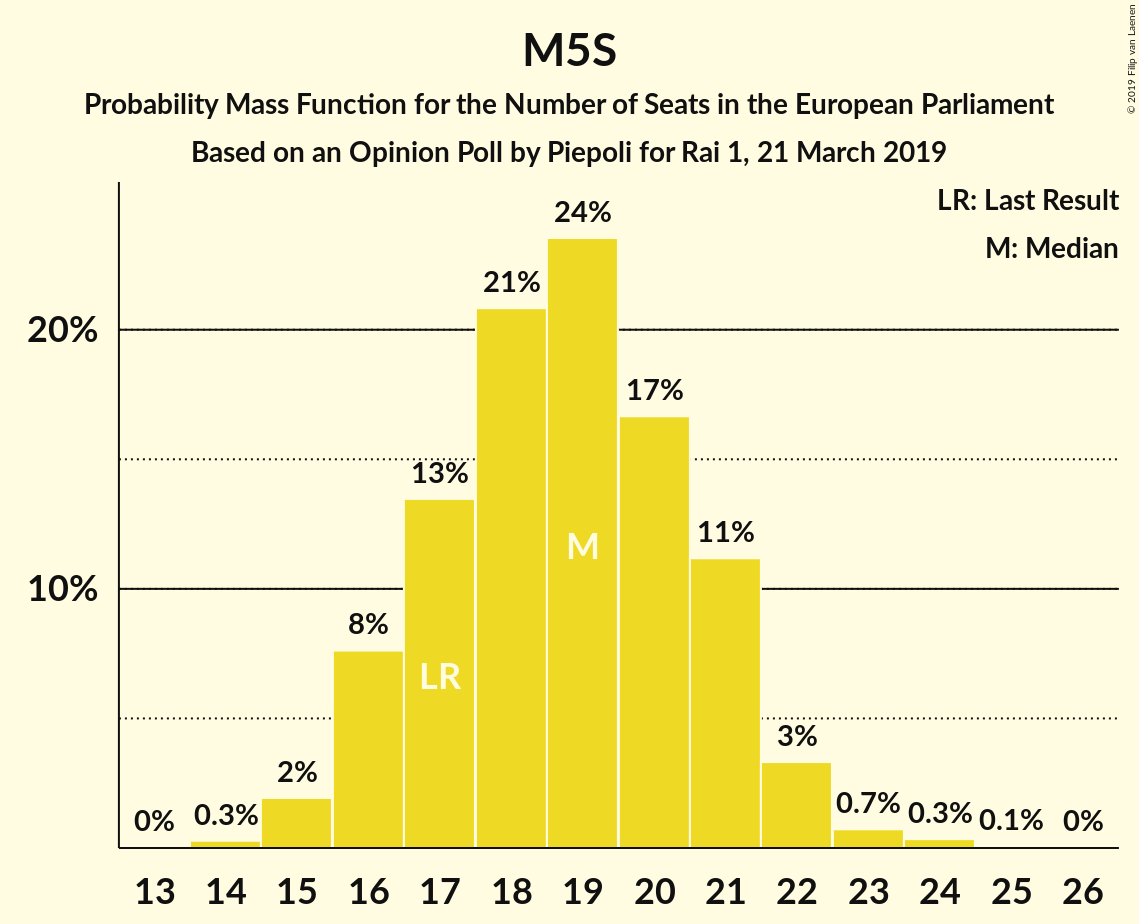 M5S
Probability Mass Function for the Number of Seats in the European Parliament
Based on an Opinion Poll by Piepoli for Rai 1, 21 March 2019
© 2019 Filip van Laenen
LR: Last Result
M: Median
20%
10%
0%
0.3%
2%
8%
13%
21%
24%
17%
11%
3%
0.7%
0.3%
0.1%
0%
LR
M
13 14 15 16 17 18 19 20 21 22 23 24 25 26